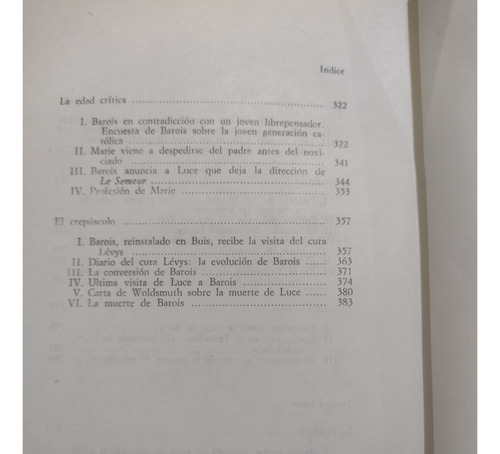 Indice
La edad crítica ........................................ 322
I. Barois en contradicción con un joven librepensador.
Encuesta de Barois sobre la joven generación ca-
tólica ........................................ 322
II. Marie viene a despedirse del padre antes del novi-
ciado ........................................ 341
III. Barois anuncia a Luce que deja la dirección de
Le Semeur ........................................ 344
IV. Profesión de Marie ........................................ 353
El crepúsculo ........................................ 357
I. Barois, reinstalado en Buis, recibe la visita del cura
Lévys ........................................ 357
II. Diario del cura Lévys: la evolución de Barois ........ 365
III. La conversión de Barois ........................................ 371
IV. Ultima visita de Luce a Barois ........................ 374
V. Carta de Woldsmuth sobre la muerte de Luce ...... 380
VI. La muerte de Barois ........................................ 383